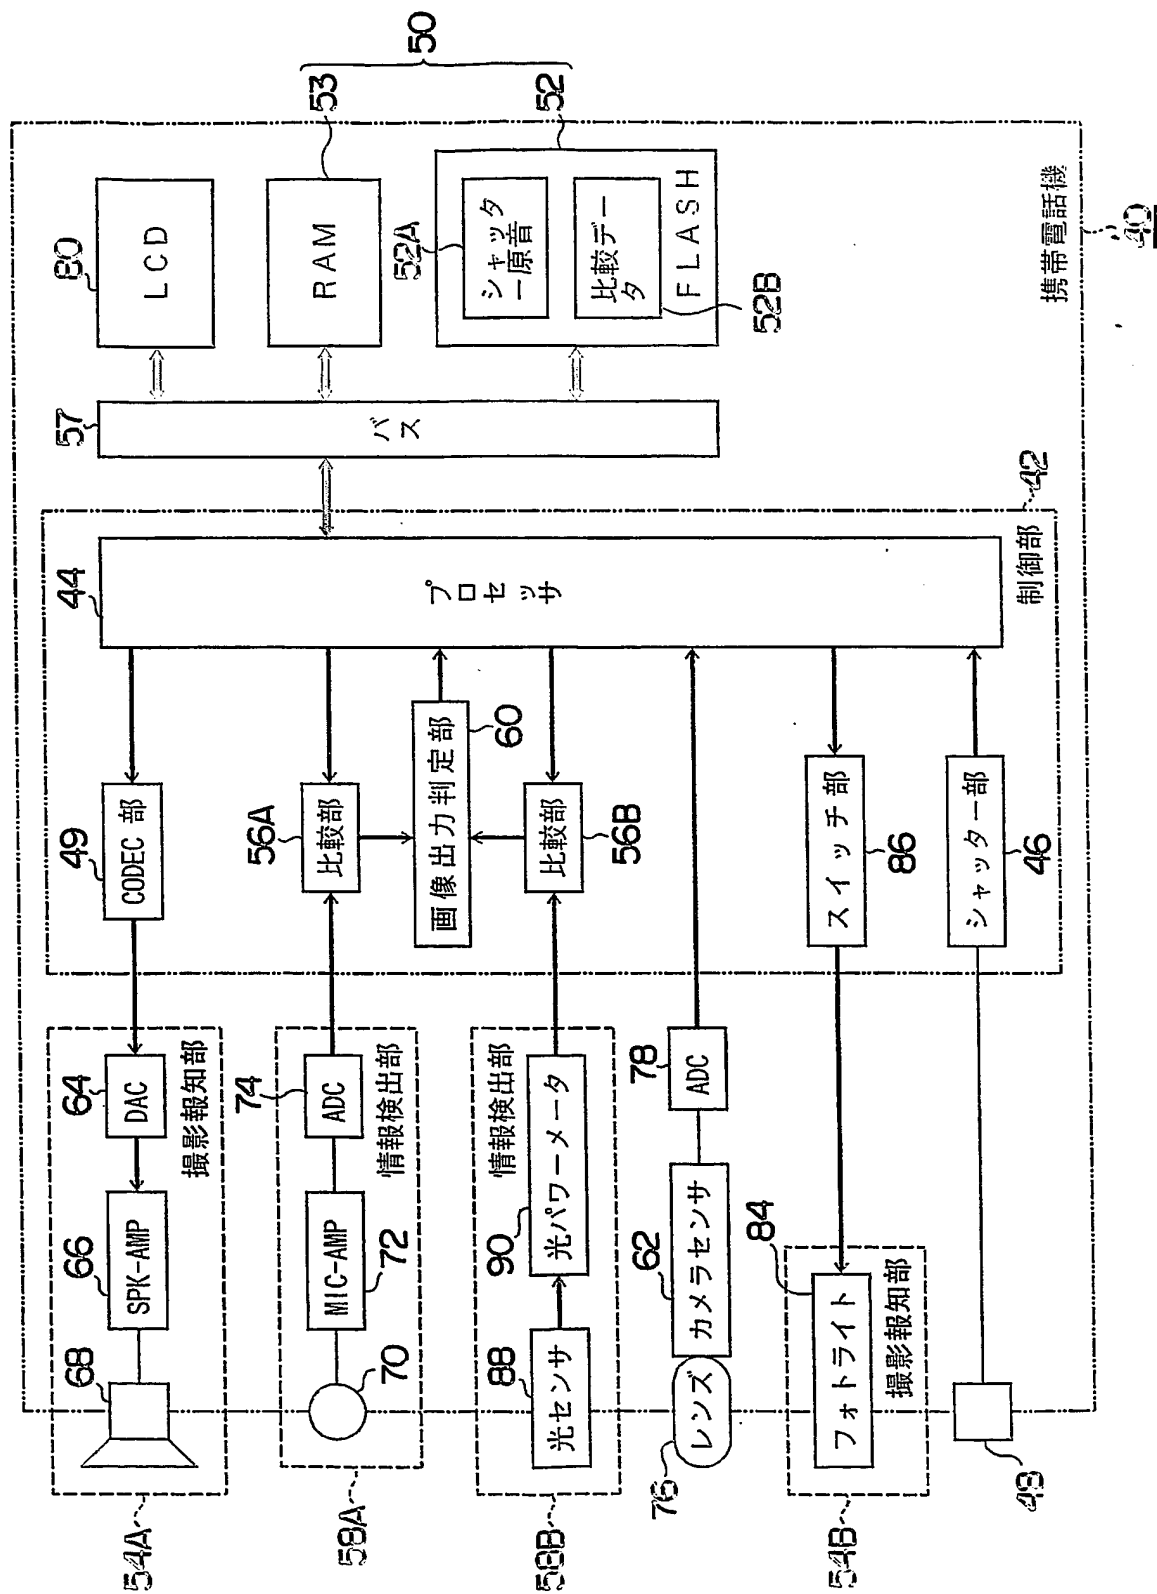 54A
68
66
SPK-AMP
64
DAC
撮影報知部
49
CODEC 部
44
プロセッサ
57
バス
80
LCD
58A
70
MIC-AMP
72
74
ADC
情報検出部
56A
比較部
RAM
53
50
画像出力判定部
60
52
52A
シャッタ
ー原音
比較デー
タ
52B
FLASH
58B
88
光センサ
90
光パワーメータ
情報検出部
比較部
56B
76
レンズ
62
カメラセンサ
78
ADC
54B
84
フォトライト
撮影報知部
スイッチ部
86
48
シャッター部
46
制御部
42
携帯電話機
40